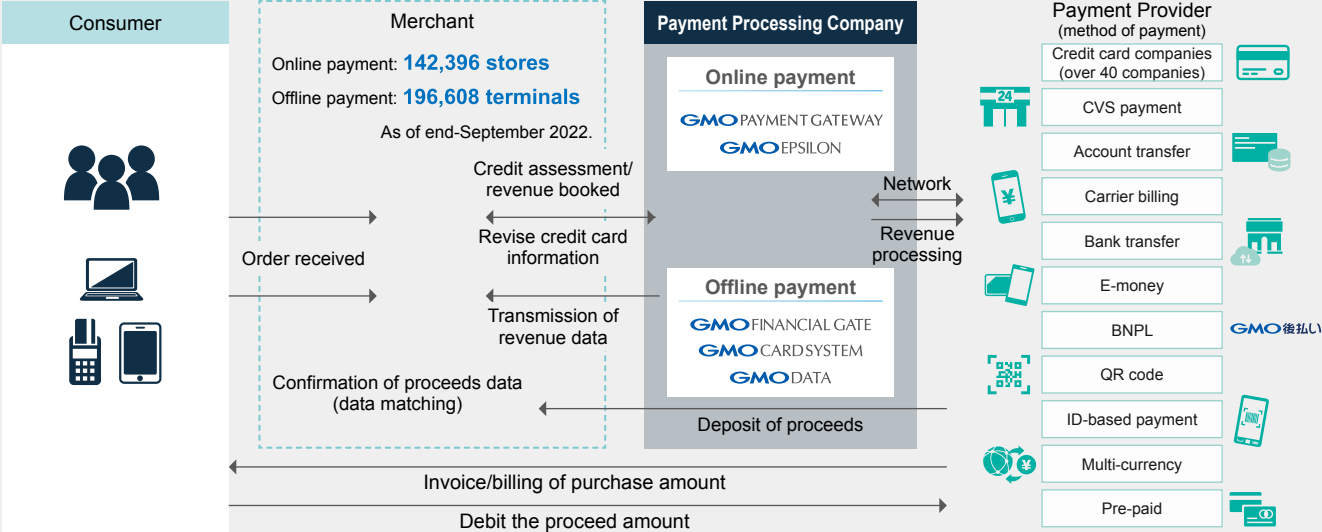 Consumer
Merchant
Online payment: 142,396 stores
Offline payment: 196,608 terminals
As of end-September 2022.
Order received
Credit assessment/
revenue booked
Revise credit card
information
Transmission of
revenue data
Confirmation of proceeds data
(data matching)
Payment Processing Company
Online payment
GMO PAYMENT GATEWAY
GMO EPSILON
Offline payment
GMO FINANCIAL GATE
GMO CARD SYSTEM
GMO DATA
Deposit of proceeds
Network
Revenue
processing
Invoice/billing of purchase amount
Debit the proceed amount
Payment Provider
(method of payment)
Credit card companies
(over 40 companies)
24
CVS payment
Account transfer
¥
Carrier billing
Bank transfer
E-money
BNPL
GMO後払い
QR code
ID-based payment
Multi-currency
¥
Pre-paid